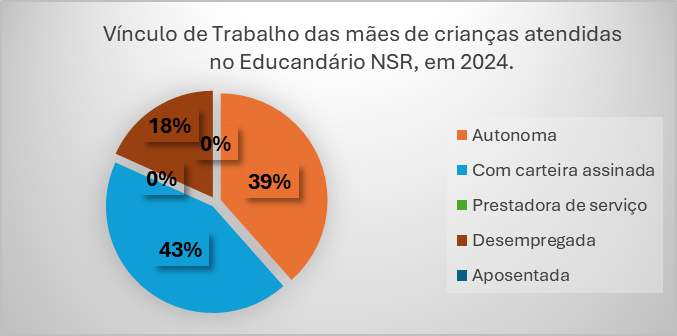 Vínculo de Trabalho das mães de crianças atendidas
no Educandário NSR, em 2024.
18%
0%
0%
39%
43%
Autonoma
Com carteira assinada
Prestadora de serviço
Desempregada
Aposentada